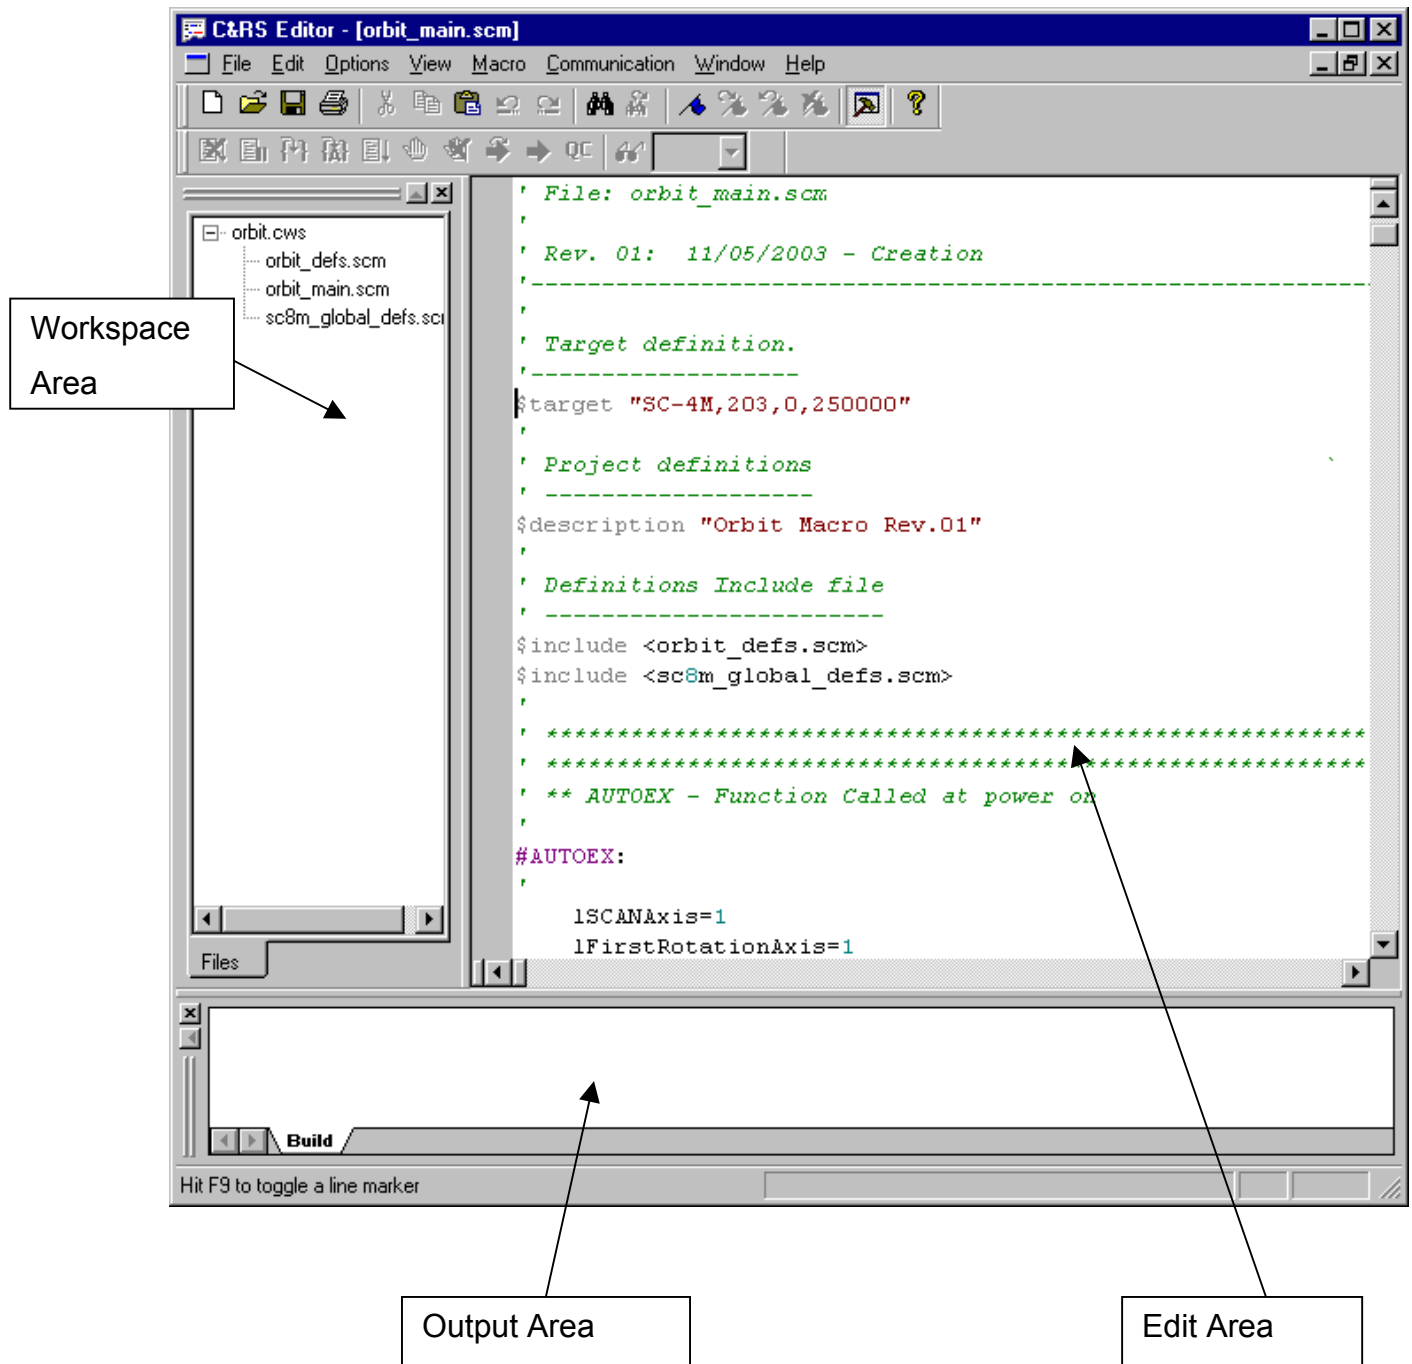 C&RS Editor - [orbit_main.scm]
File Edit Options View Macro Communication Window Help
QC
orbit.cws
orbit_defs.scm
orbit_main.scm
sc8m_global_defs.scr
Files
Workspace
Area
' File: orbit_main.scm
'
' Rev. 01:  11/05/2003 - Creation
'------------------------------------------------------------
'
' Target definition.
'-------------------
$target "SC-4M,203,0,250000"
'
' Project definitions `
' -------------------
$description "Orbit Macro Rev.01"
'
' Definitions Include file
' ------------------------
$include <orbit_defs.scm>
$include <sc8m_global_defs.scm>
'
' **********************************************************
' **********************************************************
' ** AUTOEX - Function Called at power on
'
#AUTOEX:
'
lSCANAxis=1
lFirstRotationAxis=1
Build
Hit F9 to toggle a line marker
Output Area
Edit Area